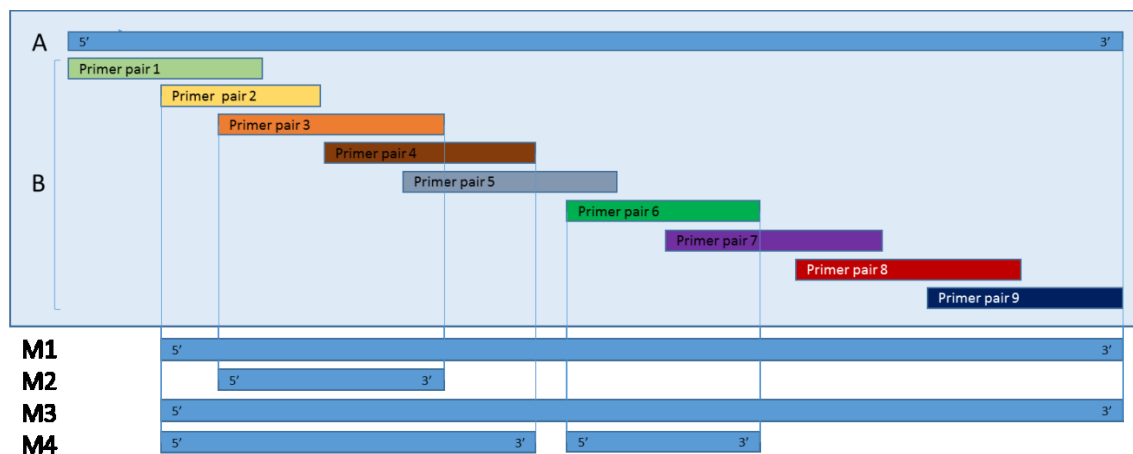 A 5’ 3’
Primer pair 1
Primer pair 2
Primer pair 3
Primer pair 4
B Primer pair 5
Primer pair 6
Primer pair 7
Primer pair 8
Primer pair 9
M1 5’ 3’
M2 5’ 3’
M3 5’ 3’
M4 5’ 3’ 5’ 3’